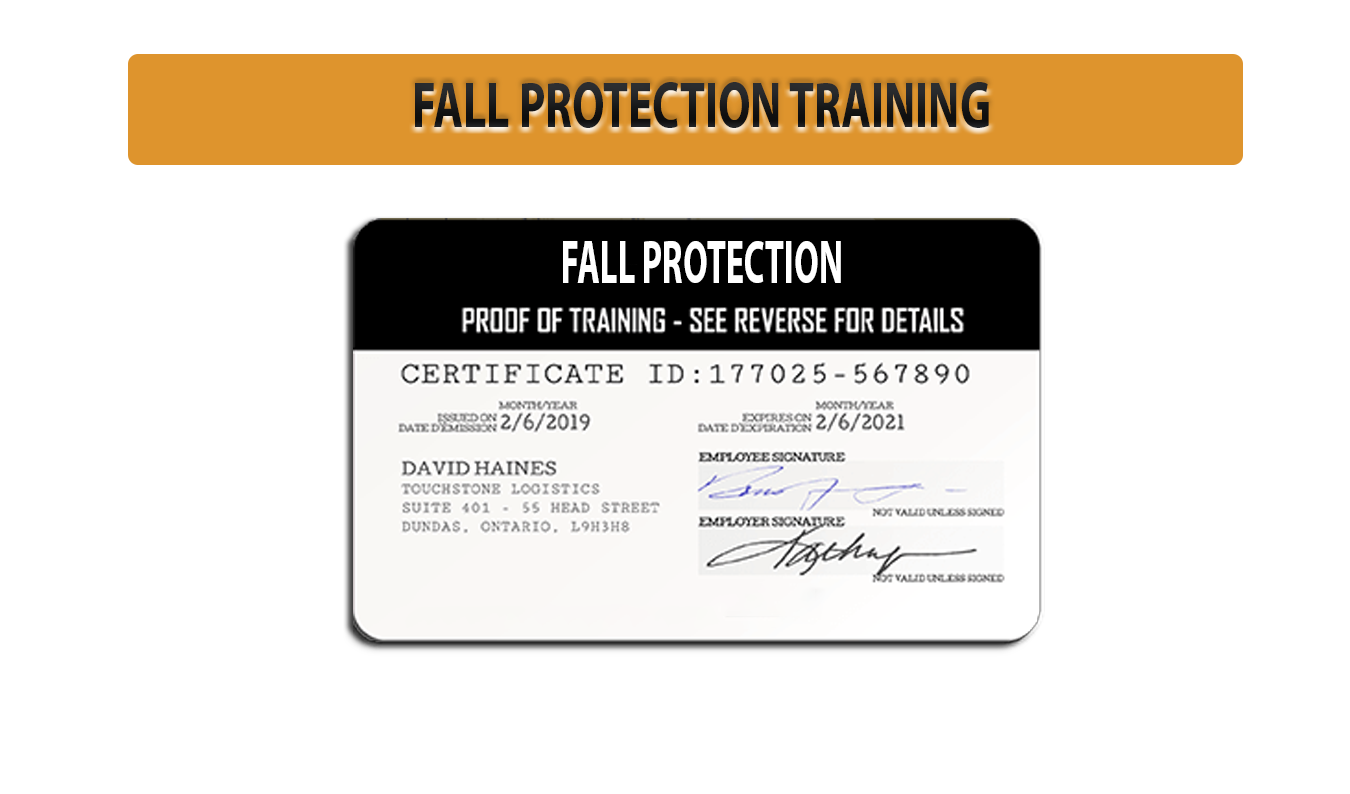 FALL PROTECTION TRAINING
FALL PROTECTION
PROOF OF TRAINING - SEE REVERSE FOR DETAILS
CERTIFICATE ID:177025-567890
MONTH/YEAR
ISSUED ON
DATE D'EMISSION
2/6/2019
MONTH/YEAR
EXPIRES ON
DATE D'EXPIRATION
2/6/2021
DAVID HAINES
TOUCHSTONE LOGISTICS
SUITE 401 - 55 HEAD STREET
DUNDAS, ONTARIO, L9H3H8
EMPLOYEE SIGNATURE
NOT VALID UNLESS SIGNED
EMPLOYER SIGNATURE
NOT VALID UNLESS SIGNED